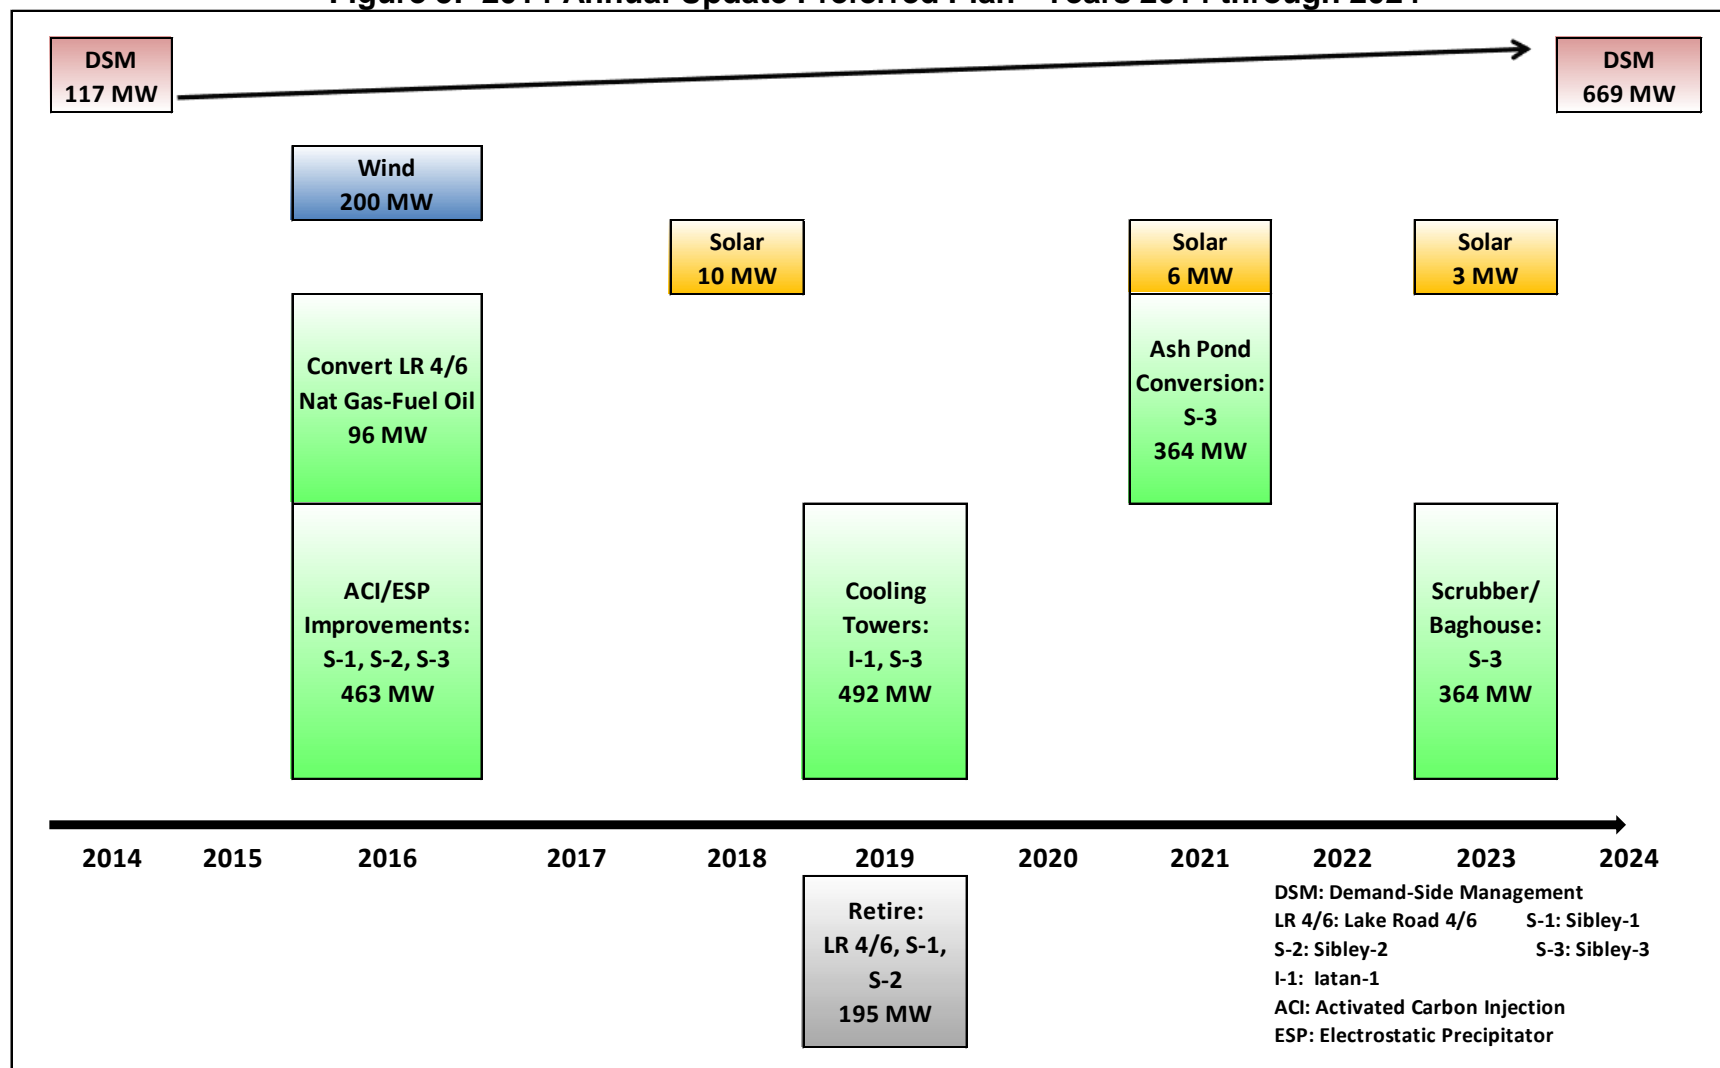 DSM
117 MW
DSM
669 MW
Wind
200 MW
Solar
10 MW
Solar
6 MW
Solar
3 MW
Convert LR 4/6
Nat Gas-Fuel Oil
96 MW
Ash Pond
Conversion:
S-3
364 MW
ACI/ESP
Improvements:
S-1, S-2, S-3
463 MW
Cooling
Towers:
I-1, S-3
492 MW
Scrubber/
Baghouse:
S-3
364 MW
2014 2015 2016 2017 2018 2019 2020 2021 2022 2023 2024
Retire:
LR 4/6, S-1,
S-2
195 MW
DSM: Demand-Side Management
LR 4/6: Lake Road 4/6 S-1: Sibley-1
S-2: Sibley-2 S-3: Sibley-3
I-1: Iatan-1
ACI: Activated Carbon Injection
ESP: Electrostatic Precipitator